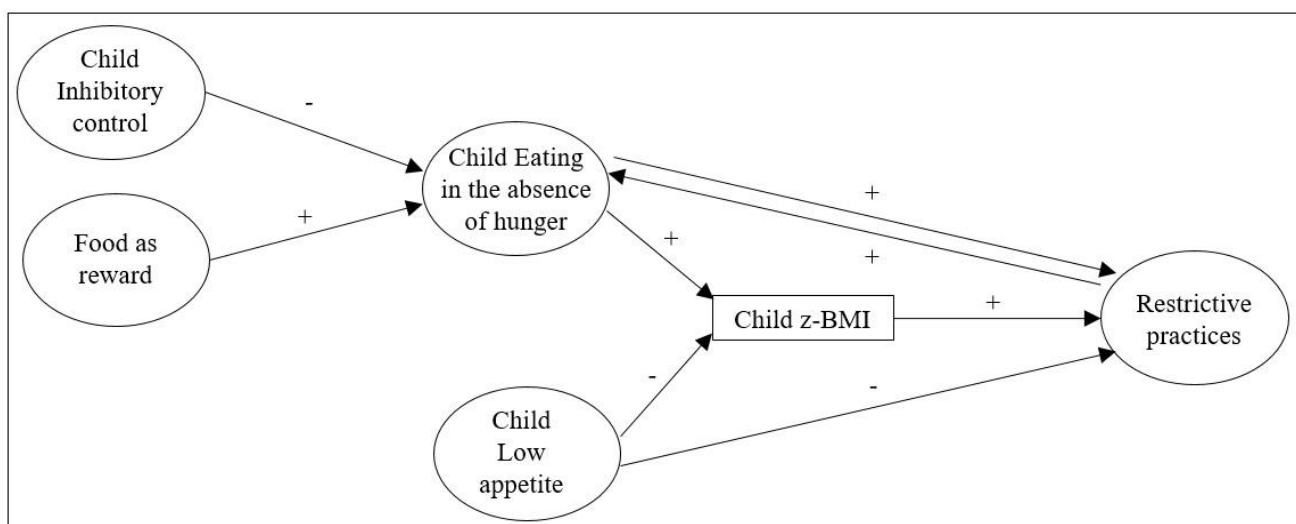 Child
Inhibitory
control
-
Food as
reward
+
Child Eating
in the absence
of hunger
+
+
+
Child z-BMI
+
Restrictive
practices
-
-
Child
Low
appetite